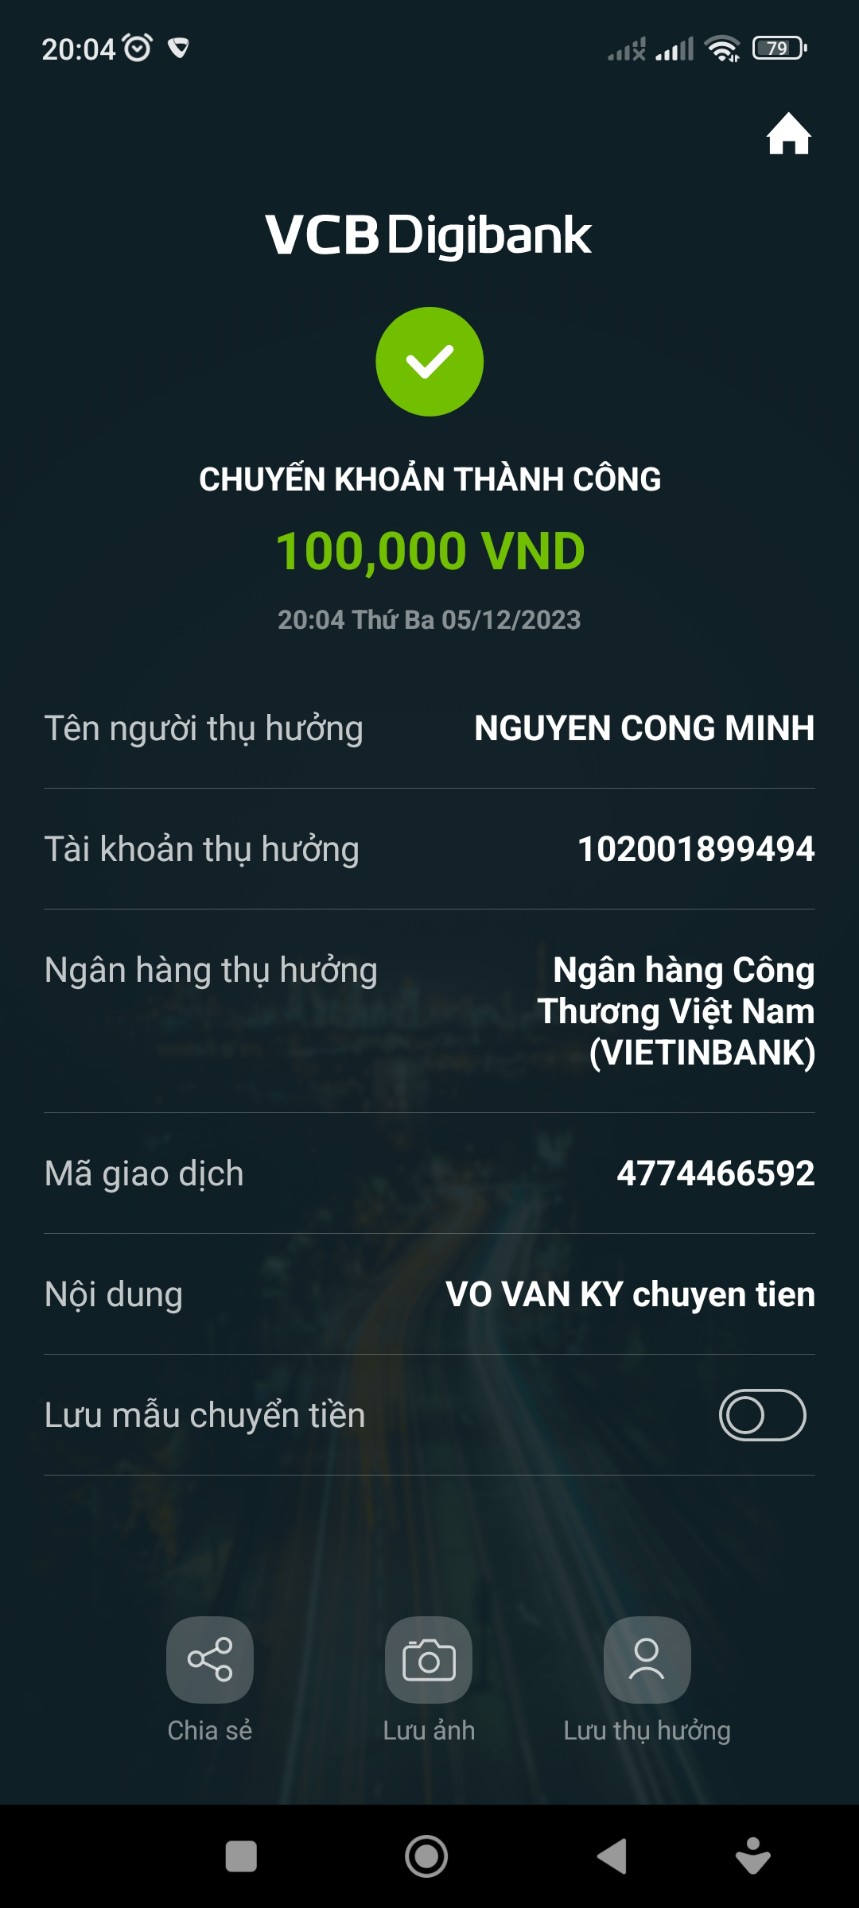 20:04
79
VCB Digibank
CHUYỂN KHOẢN THÀNH CÔNG
100,000 VND
20:04 Thứ Ba 05/12/2023
Tên người thụ hưởng NGUYEN CONG MINH
Tài khoản thụ hưởng 102001899494
Ngân hàng thụ hưởng Ngân hàng Công
Thương Việt Nam
(VIETINBANK)
Mã giao dịch 4774466592
Nội dung VO VAN KY chuyen tien
Lưu mẫu chuyển tiền
Chia sẻ Lưu ảnh Lưu thụ hưởng